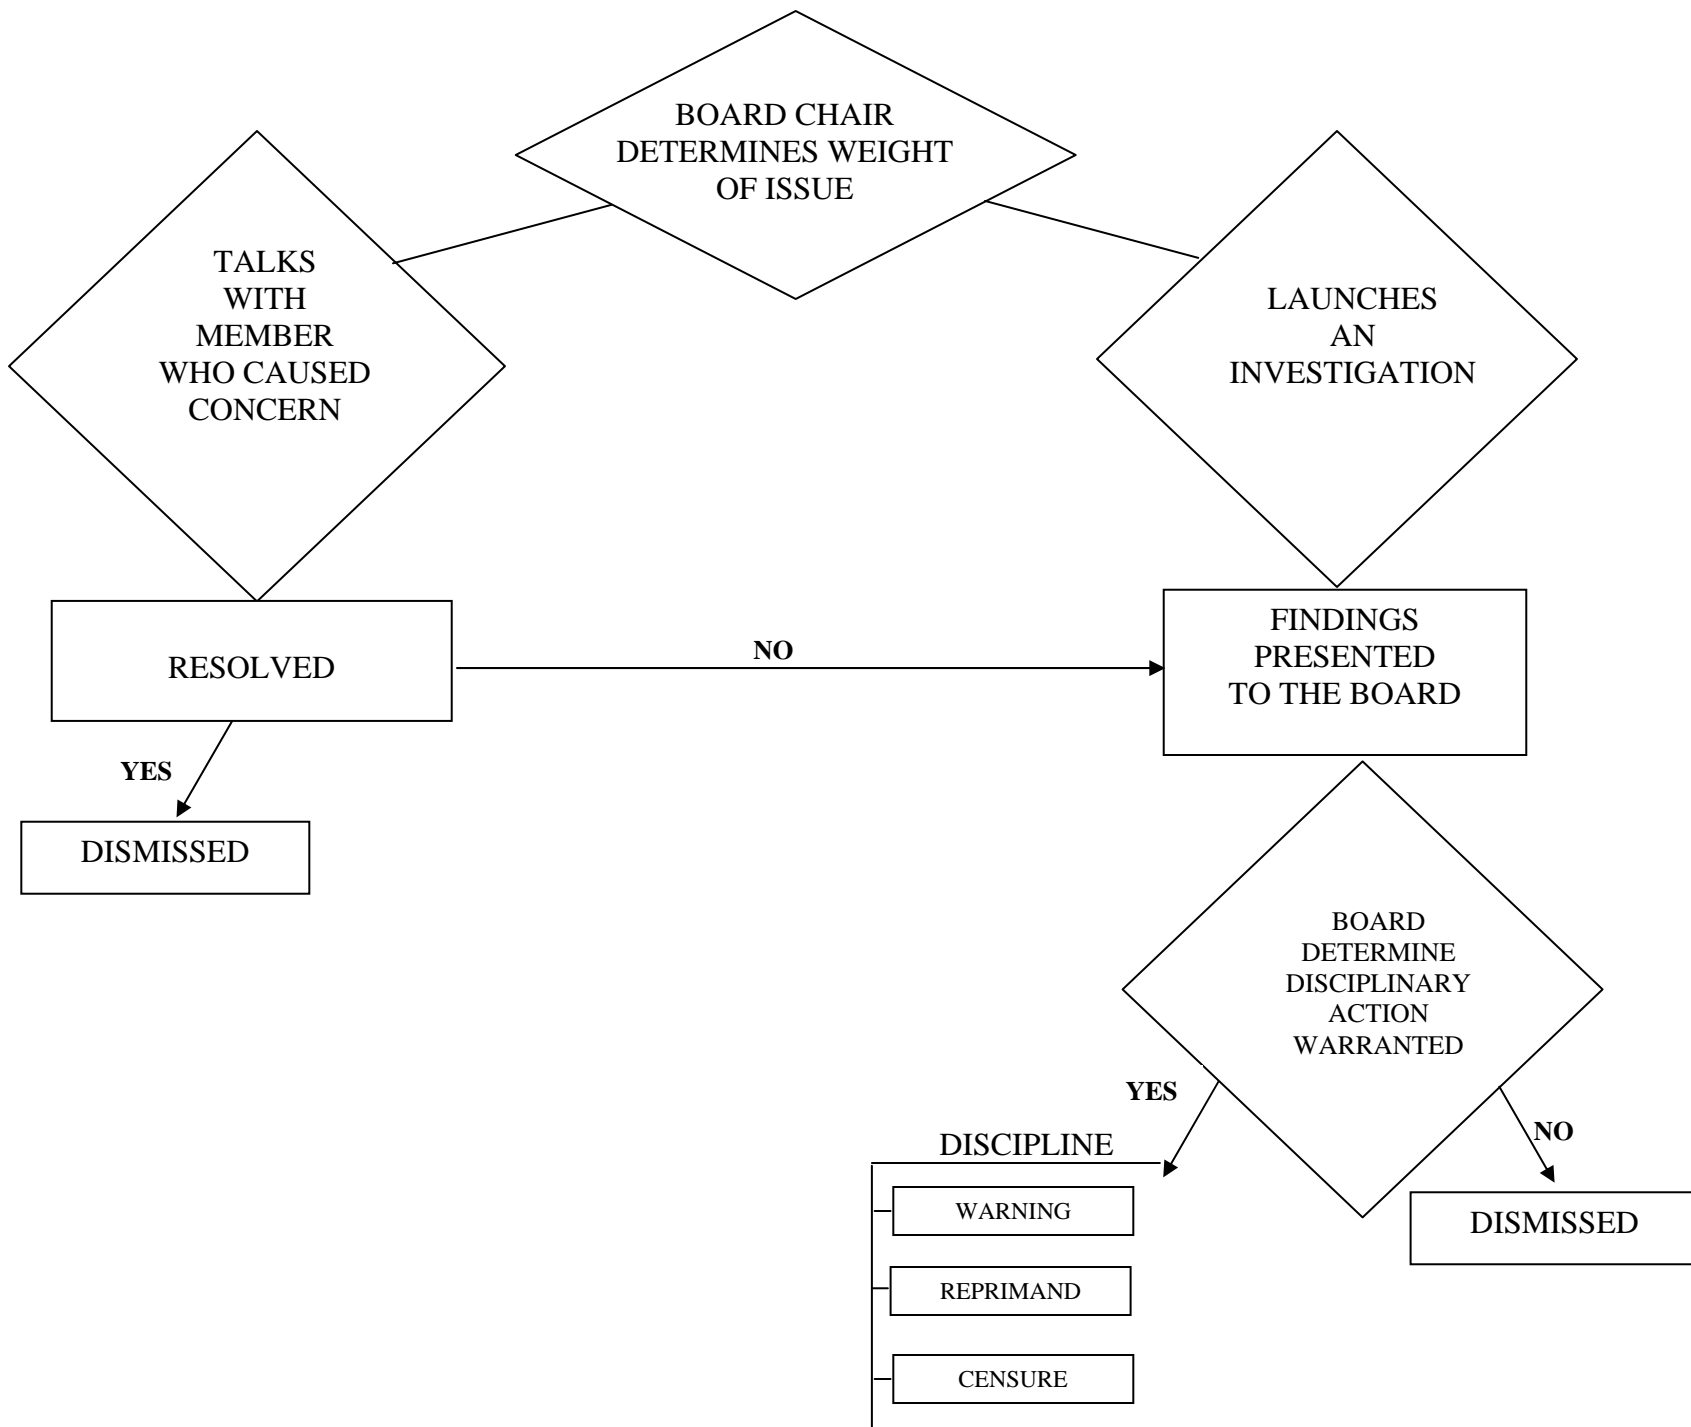 BOARD CHAIR
DETERMINES WEIGHT
OF ISSUE
TALKS
WITH
MEMBER
WHO CAUSED
CONCERN
LAUNCHES
AN
INVESTIGATION
RESOLVED
NO
FINDINGS
PRESENTED
TO THE BOARD
YES
DISMISSED
BOARD
DETERMINE
DISCIPLINARY
ACTION
WARRANTED
YES
NO
DISCIPLINE
WARNING
REPRIMAND
CENSURE
DISMISSED